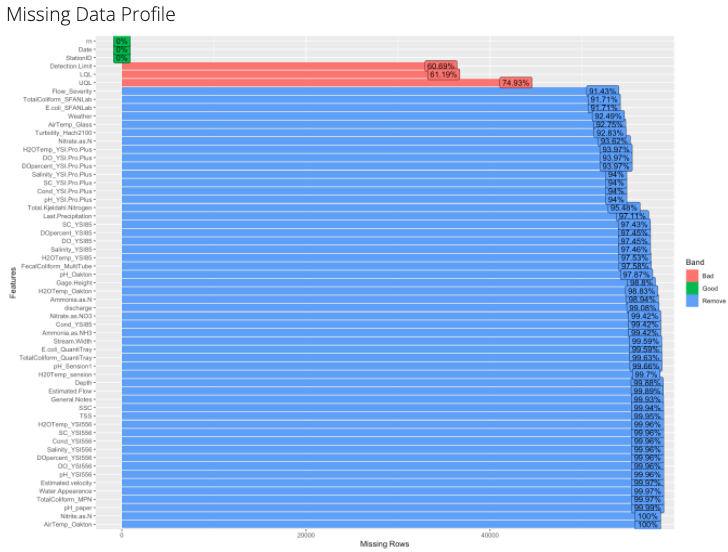 Missing Data Profile
rn 0%
Date 0%
StationID 0%
Detection.Limit 60.69%
LQL 61.19%
UQL 74.93%
Flow_Severity 91.43%
TotalColiform_SFANLab 91.71%
E.coli_SFANLab 91.71%
Weather 92.49%
AirTemp_Glass 92.75%
Turbidity_Hach2100 92.83%
Nitrate.as.N 93.62%
H2OTemp_YSI.Pro.Plus 93.97%
DO_YSI.Pro.Plus 93.97%
DOpercent_YSI.Pro.Plus 93.97%
Salinity_YSI.Pro.Plus 94%
SC_YSI.Pro.Plus 94%
Cond_YSI.Pro.Plus 94%
pH_YSI.Pro.Plus 94%
Total.Kjeldahl.Nitrogen 95.48%
Last.Precipitation 97.11%
SC_YSI85 97.43%
DOpercent_YSI85 97.45%
DO_YSI85 97.45%
Salinity_YSI85 97.46%
H2OTemp_YSI85 97.53%
FecalColiform_MultiTube 97.58%
pH_Oakton 97.87%
Gage.Height 98.8%
H2OTemp_Oakton 98.83%
Ammonia.as.N 98.94%
discharge 99.08%
Nitrate.as.NO3 99.42%
Cond_YSI85 99.42%
Ammonia.as.NH3 99.42%
Stream.Width 99.59%
E.coli_QuantiTray 99.59%
TotalColiform_QuantiTray 99.63%
pH_Sension1 99.66%
H20Temp_sension 99.7%
Depth 99.88%
Estimated.Flow 99.89%
General.Notes 99.93%
SSC 99.94%
TSS 99.95%
H2OTemp_YSI556 99.96%
SC_YSI556 99.96%
Cond_YSI556 99.96%
Salinity_YSI556 99.96%
DOpercent_YSI556 99.96%
DO_YSI556 99.96%
pH_YSI556 99.96%
Estimated.velocity 99.97%
Water.Appearance 99.97%
TotalColiform_MPN 99.97%
pH_paper 99.99%
Nitrite.as.N 100%
AirTemp_Oakton 100%
0 20000 40000
Missing Rows
Features
Band
Bad
Good
Remove